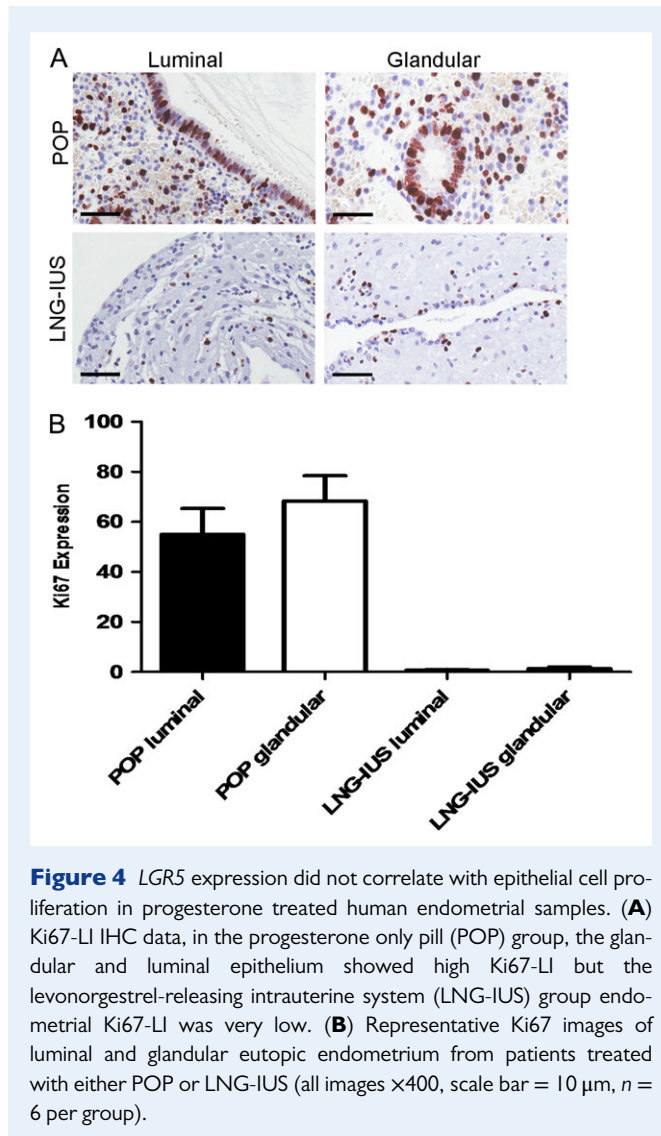 A
Luminal
Glandular
POP
LNG-IUS
B
100
80
60
40
20
0
Ki67 Expression
POP luminal
POP glandular
LNG-IUS luminal
LNG-IUS glandular
Figure 4 LGR5 expression did not correlate with epithelial cell pro-
liferation in progesterone treated human endometrial samples. (A)
Ki67-LI IHC data, in the progesterone only pill (POP) group, the glan-
dular and luminal epithelium showed high Ki67-LI but the
levonorgestrel-releasing intrauterine system (LNG-IUS) group endo-
metrial Ki67-LI was very low. (B) Representative Ki67 images of
luminal and glandular eutopic endometrium from patients treated
with either POP or LNG-IUS (all images ×400, scale bar = 10 μm, n =
6 per group).